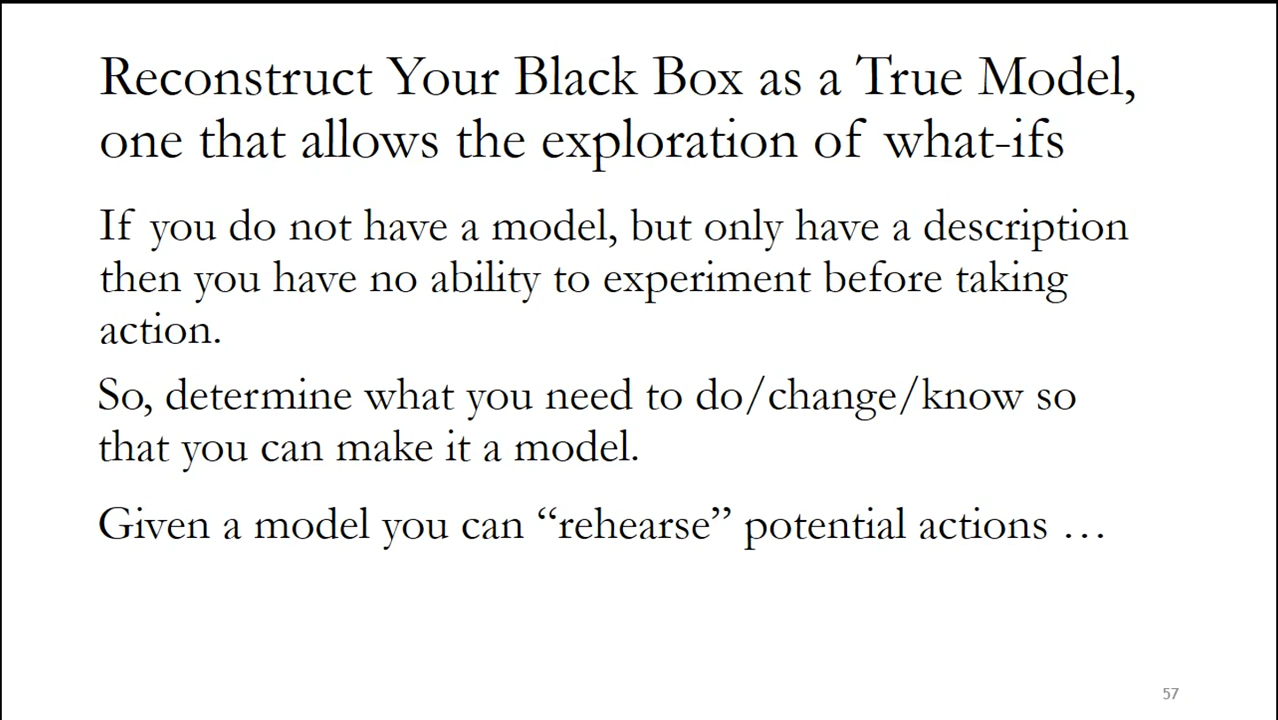 Reconstruct Your Black Box as a True Model,
one that allows the exploration of what-ifs
If you do not have a model, but only have a description
then you have no ability to experiment before taking
action.
So, determine what you need to do/change/know so
that you can make it a model.
Given a model you can “rehearse” potential actions …
57